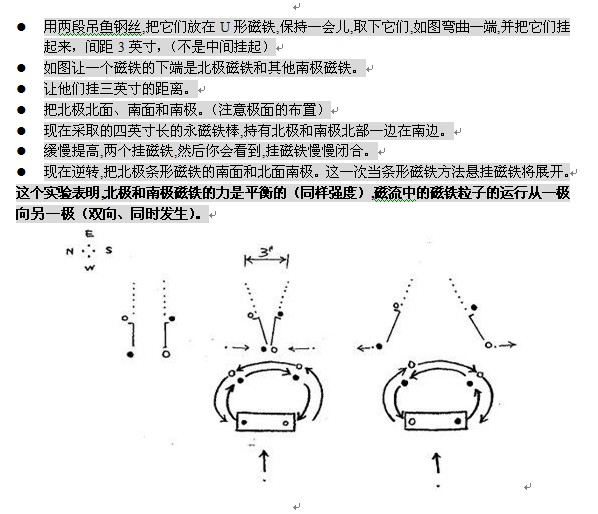 用两段吊鱼钢丝,把它们放在 U 形磁铁,保持一会儿,取下它们,如图弯曲一端,并把它们挂
起来，间距 3 英寸，（不是中间挂起）
如图让一个磁铁的下端是北极磁铁和其他南极磁铁。
让他们挂三英寸的距离。
把北极北面、南面和南极。（注意极面的布置）
现在采取的四英寸长的永磁铁棒,持有北极和南极北部一边在南边。
缓慢提高,两个挂磁铁,然后你会看到,挂磁铁慢慢闭合。
现在逆转,把北极条形磁铁的南面和北面南极。这一次当条形磁铁方法悬挂磁铁将展开。
这个实验表明,北极和南极磁铁的力是平衡的（同样强度）,磁流中的磁铁粒子的运行从一极
向另一极（双向、同时发生）。
E
N S
W
3"